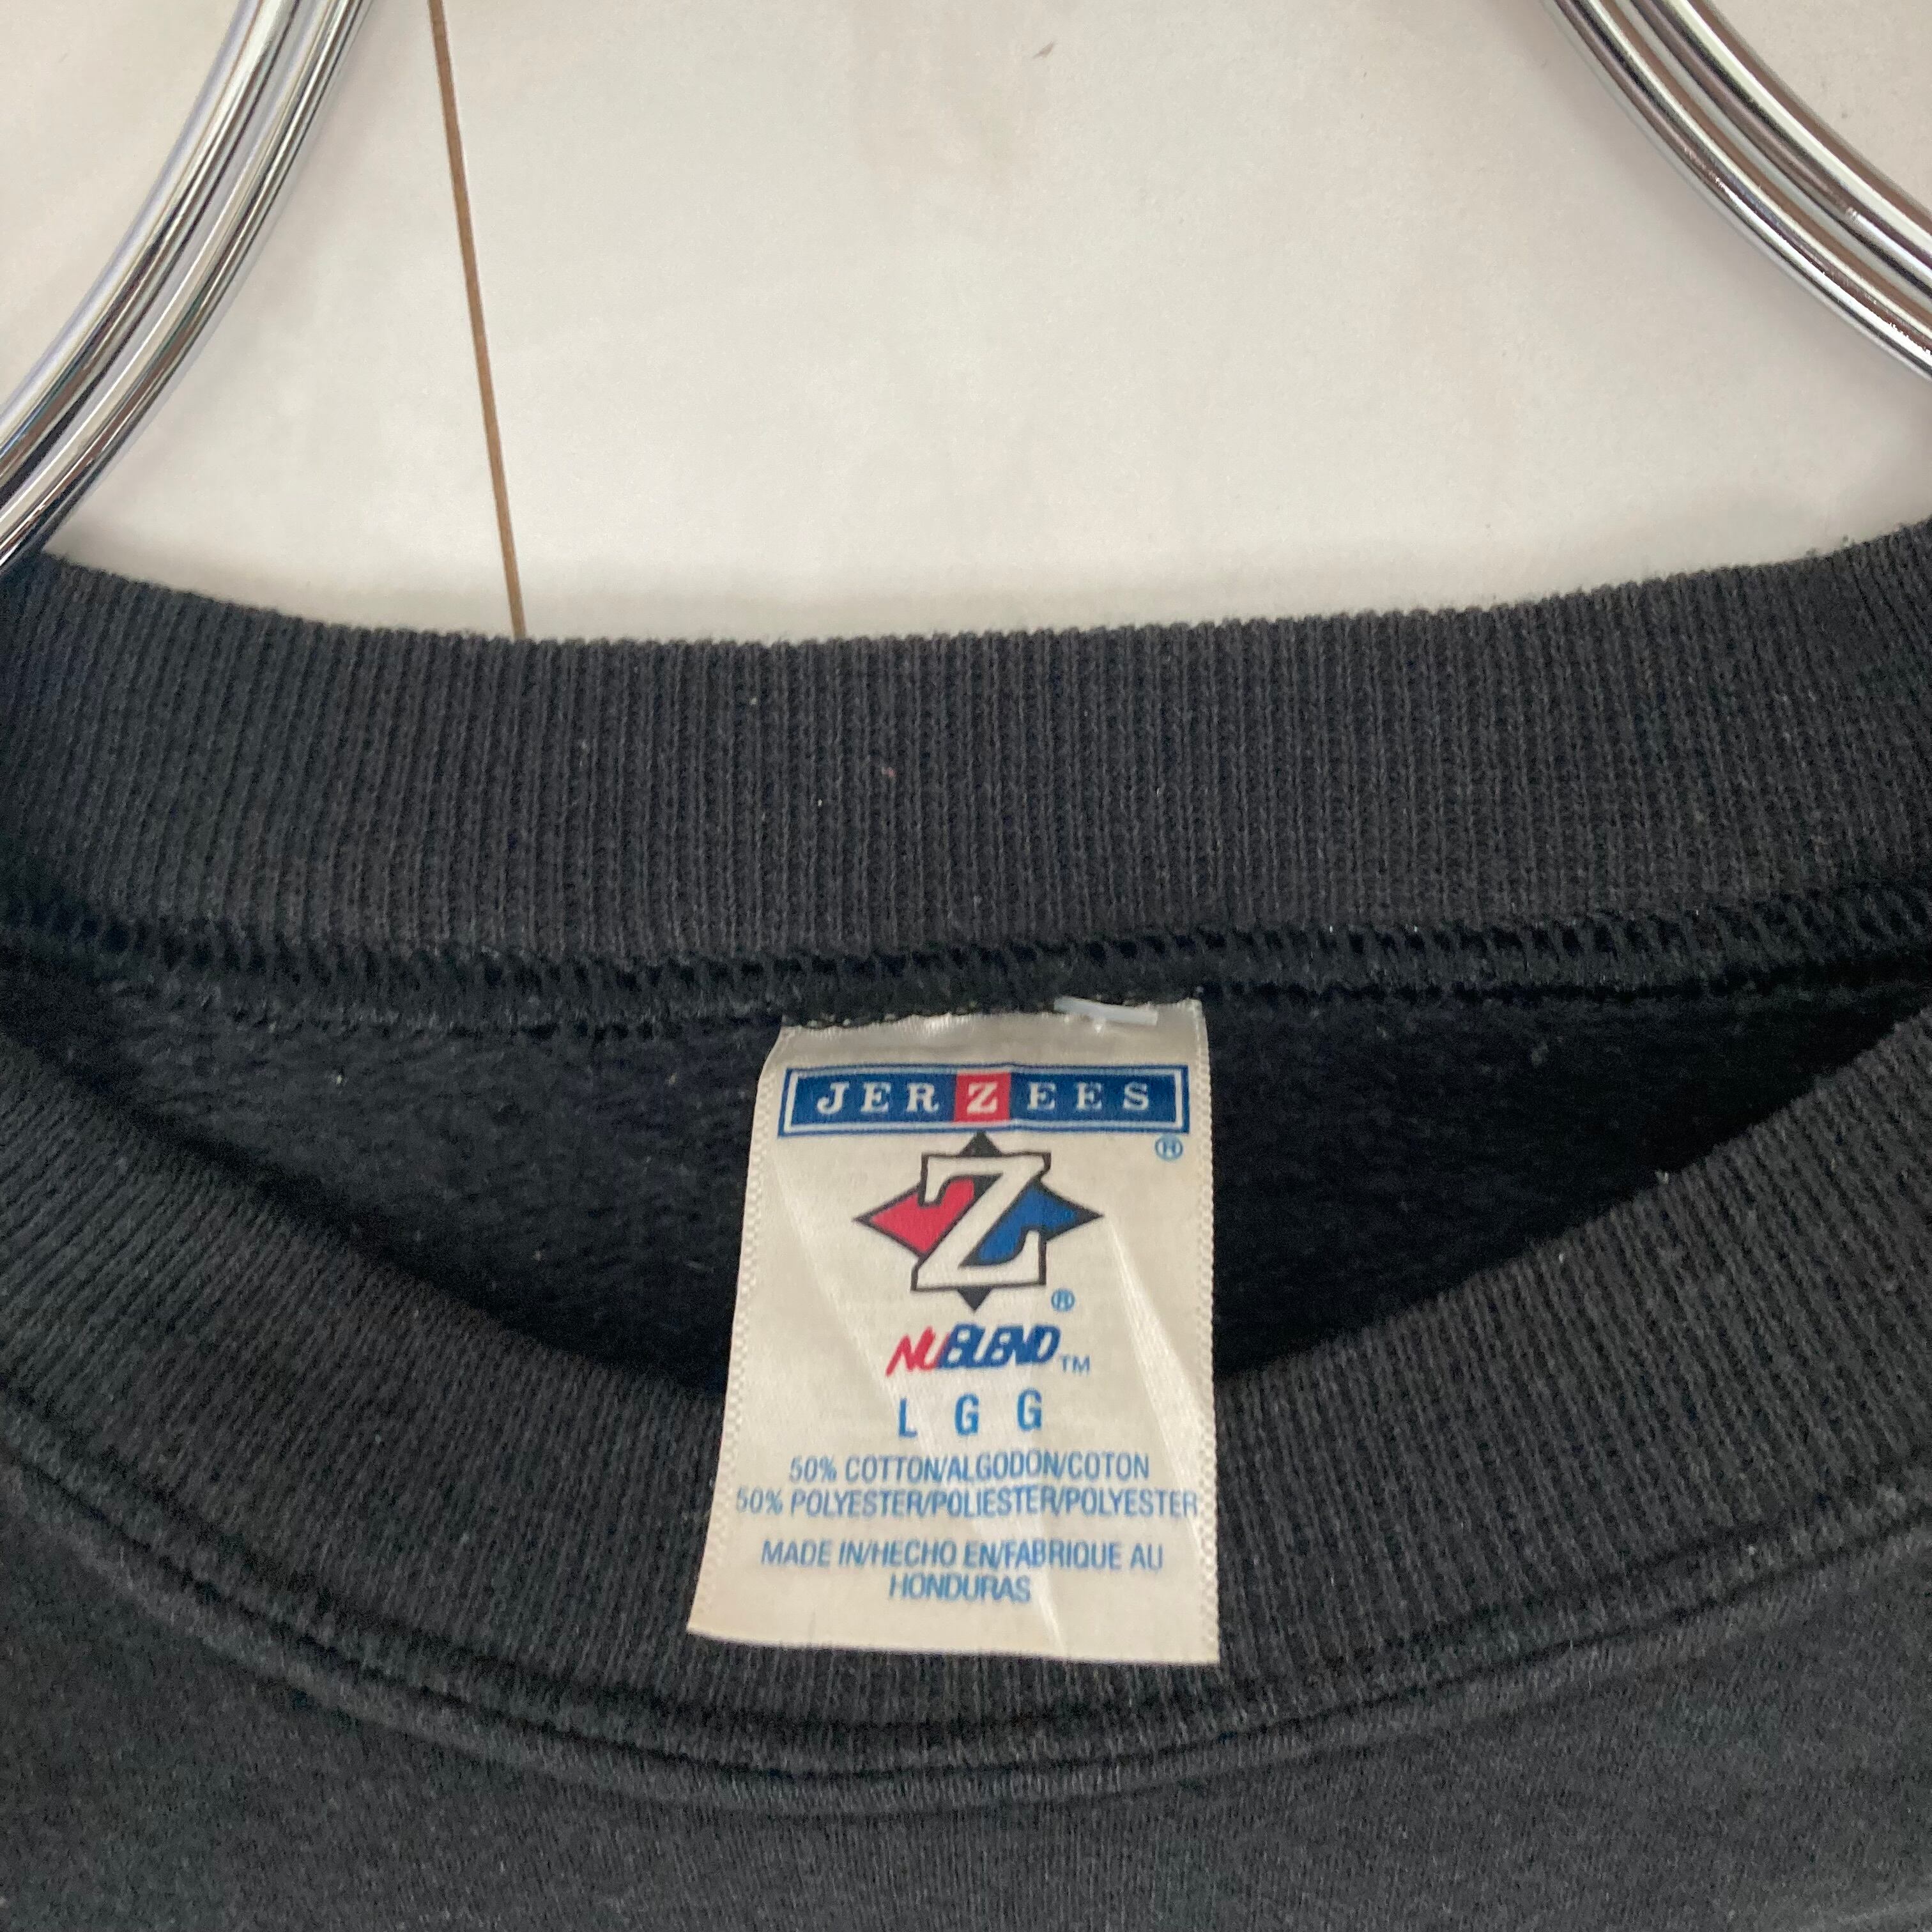 JERZEES
®
Z
®
NUBLEND™
L G G
50% COTTON/ALGODON/COTON
50% POLYESTER/POLIESTER/POLYESTER
MADE IN/HECHO EN/FABRIQUE AU
HONDURAS